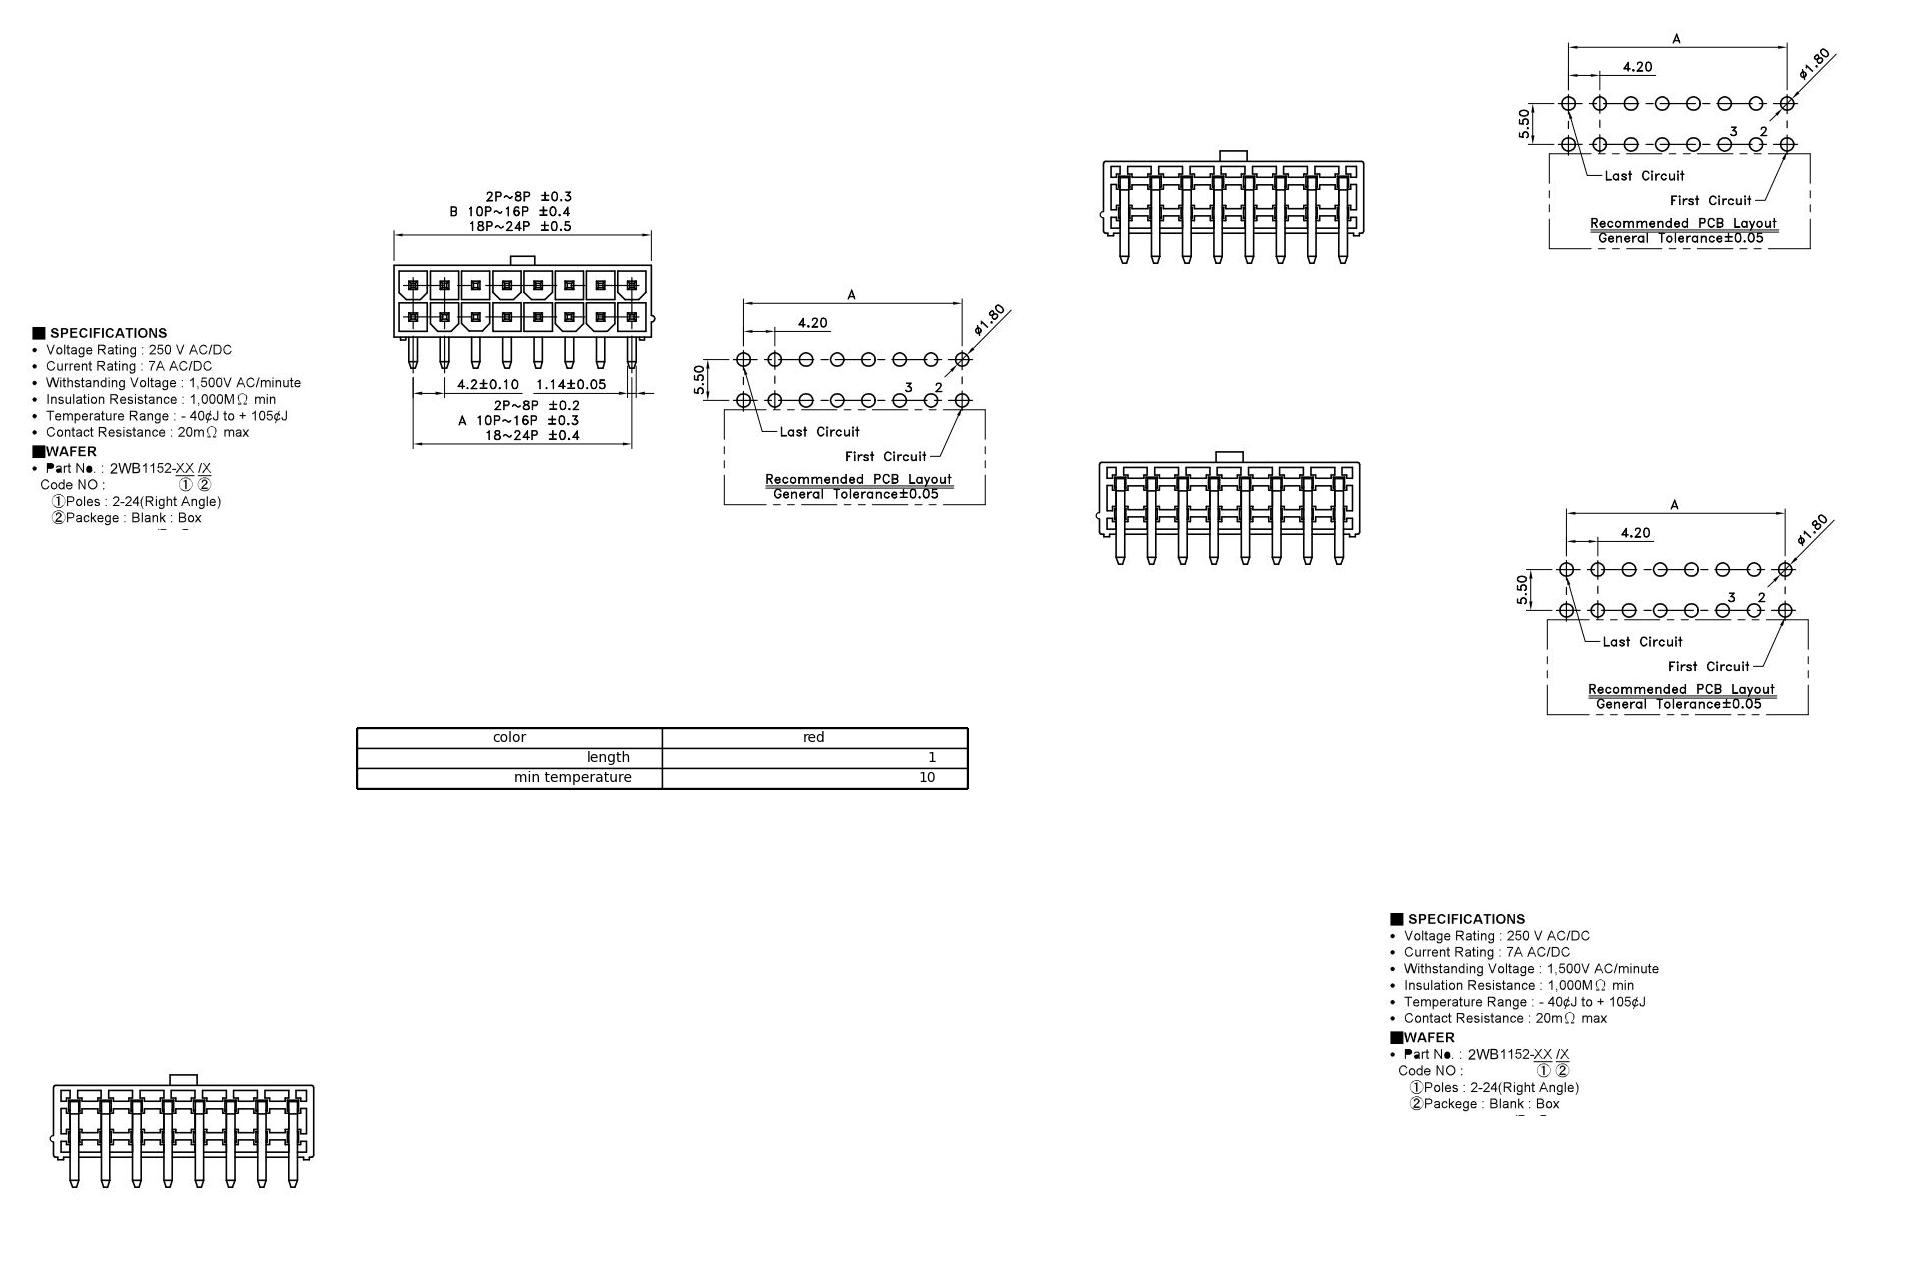 ■ SPECIFICATIONS
• Voltage Rating : 250 V AC/DC
• Current Rating : 7A AC/DC
• Withstanding Voltage : 1,500V AC/minute
• Insulation Resistance : 1,000MΩ min
• Temperature Range : - 40¢J to + 105¢J
• Contact Resistance : 20mΩ max
■WAFER
• Part No. : 2WB1152-XX /X
Code NO : ① ②
①Poles : 2-24(Right Angle)
②Packege : Blank : Box
2P~8P ±0.3
B 10P~16P ±0.4
18P~24P ±0.5
4.2±0.10 1.14±0.05
2P~8P ±0.2
A 10P~16P ±0.3
18~24P ±0.4
A
4.20
ø1.80
5.50
3 2
Last Circuit
First Circuit
Recommended PCB Layout
General Tolerance±0.05
A
4.20
ø1.80
5.50
3 2
Last Circuit
First Circuit
Recommended PCB Layout
General Tolerance±0.05
A
4.20
ø1.80
5.50
3 2
Last Circuit
First Circuit
Recommended PCB Layout
General Tolerance±0.05
color red
length 1
min temperature 10
■ SPECIFICATIONS
• Voltage Rating : 250 V AC/DC
• Current Rating : 7A AC/DC
• Withstanding Voltage : 1,500V AC/minute
• Insulation Resistance : 1,000MΩ min
• Temperature Range : - 40¢J to + 105¢J
• Contact Resistance : 20mΩ max
■WAFER
• Part No. : 2WB1152-XX /X
Code NO : ① ②
①Poles : 2-24(Right Angle)
②Packege : Blank : Box